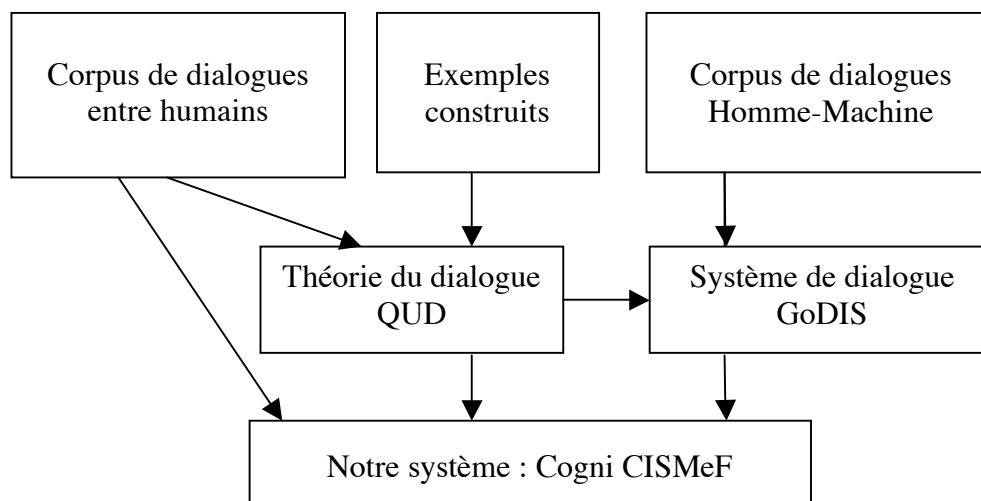 Corpus de dialogues
entre humains
Exemples
construits
Corpus de dialogues
Homme-Machine
Théorie du dialogue
QUD
Système de dialogue
GoDIS
Notre système : Cogni CISMeF